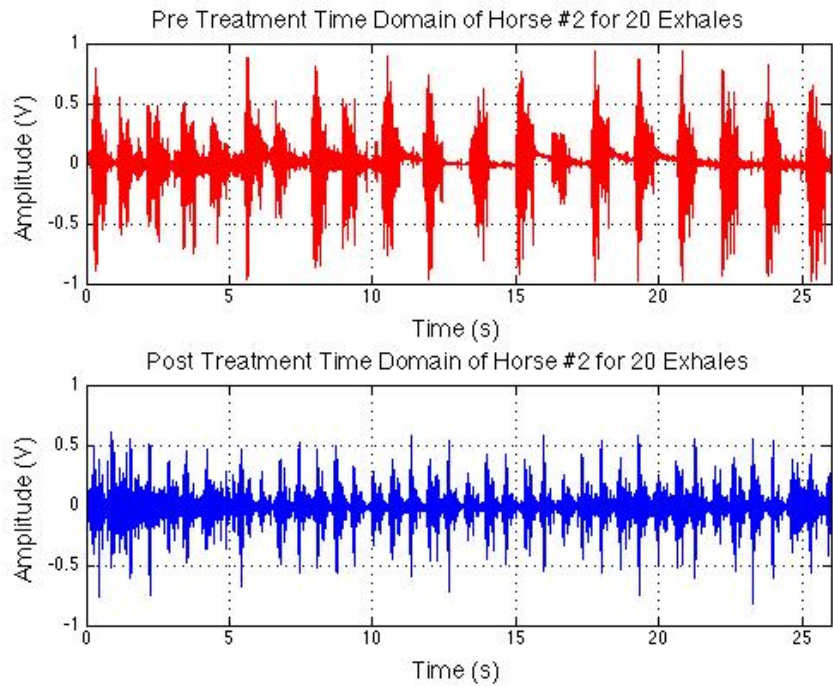 Pre Treatment Time Domain of Horse #2 for 20 Exhales
1
0.5
0
-0.5
-1
Amplitude (V)
0 5 10 15 20 25
Time (s)
Post Treatment Time Domain of Horse #2 for 20 Exhales
1
0.5
0
-0.5
-1
Amplitude (V)
0 5 10 15 20 25
Time (s)